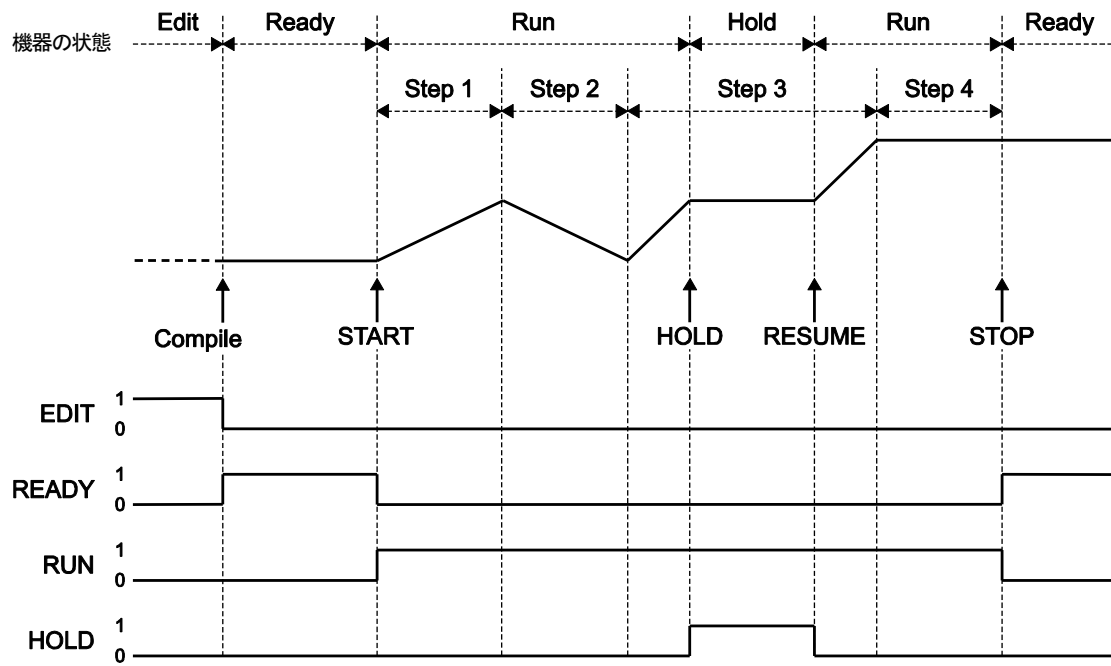 Edit Ready Run Hold Run Ready
機器の状態
Step 1 Step 2 Step 3 Step 4
Compile START HOLD RESUME STOP
EDIT 1
0
READY 1
0
RUN 1
0
HOLD 1
0